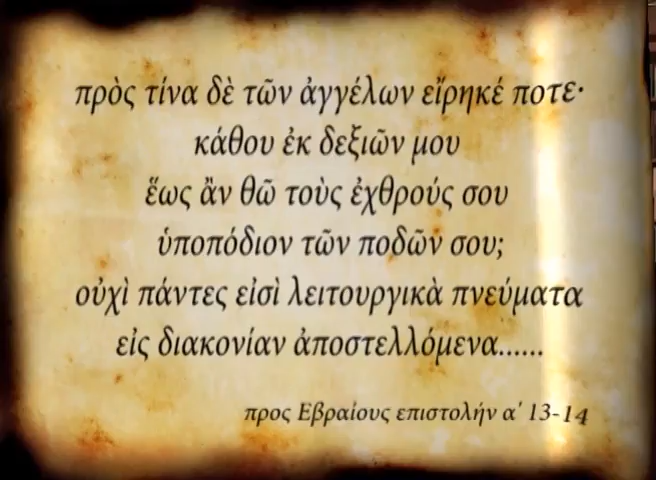 πρὸς τίνα δὲ τῶν ἀγγέλων εἴρηκέ ποτε·
κάθου ἐκ δεξιῶν μου
ἕως ἂν θῶ τοὺς ἐχθρούς σου
ὑποπόδιον τῶν ποδῶν σου;
οὐχὶ πάντες εἰσὶ λειτουργικὰ πνεύματα
εἰς διακονίαν ἀποστελλόμενα......
προς Εβραίους επιστολήν α' 13-14